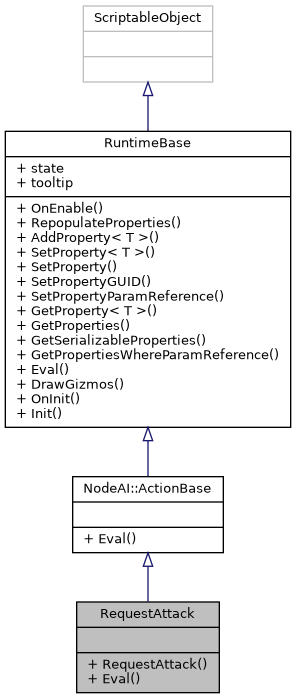 ScriptableObject
RuntimeBase
+ state
+ tooltip
+ OnEnable()
+ RepopulateProperties()
+ AddProperty< T >()
+ SetProperty< T >()
+ SetProperty()
+ SetPropertyGUID()
+ SetPropertyParamReference()
+ GetProperty< T >()
+ GetProperties()
+ GetSerializableProperties()
+ GetPropertiesWhereParamReference()
+ Eval()
+ DrawGizmos()
+ OnInit()
+ Init()
NodeAI::ActionBase
+ Eval()
RequestAttack
+ RequestAttack()
+ Eval()